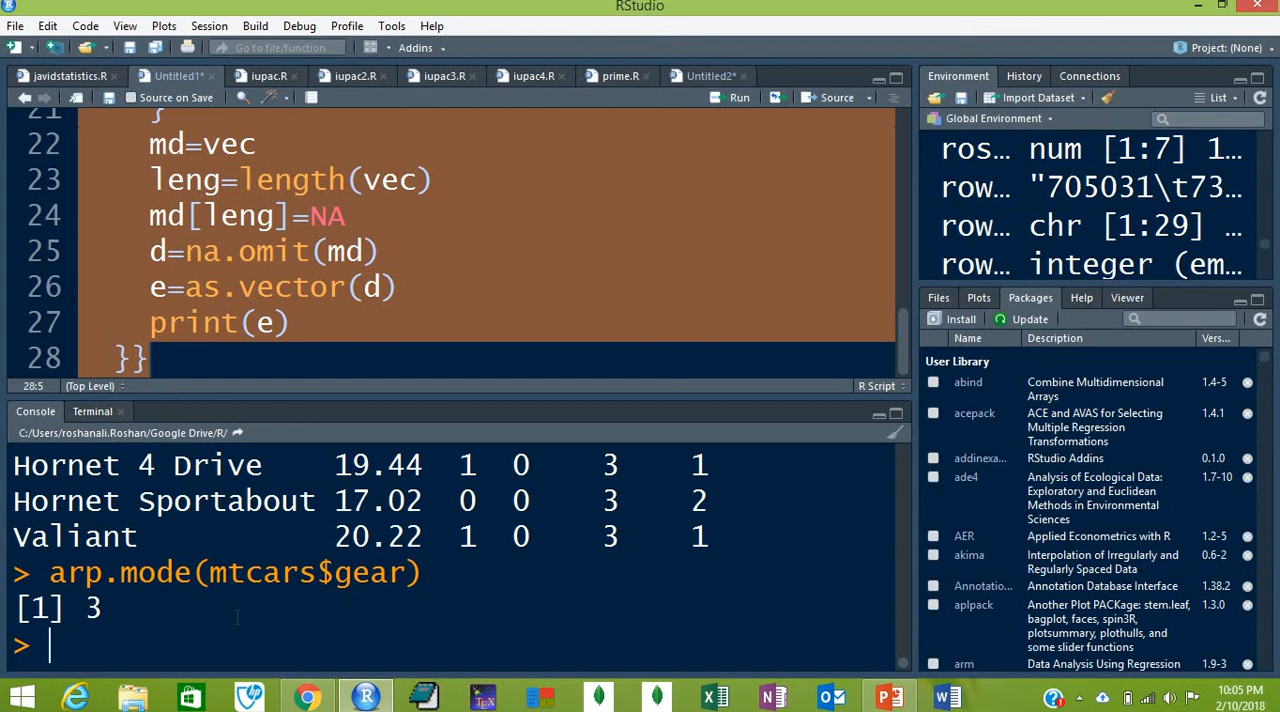 RStudio
File Edit Code View Plots Session Build Debug Profile Tools Help
Go to file/function Addins Project: (None)
javidstatistics.R Untitled1* iupac.R iupac2.R iupac3.R iupac4.R prime.R Untitled2*
Source on Save Run Source
21 }
22 md=vec
23 leng=length(vec)
24 md[leng]=NA
25 d=na.omit(md)
26 e=as.vector(d)
27 print(e)
28 }}
28:5 (Top Level) R Script
Console Terminal
C:/Users/roshanali.Roshan/Google Drive/R/
Hornet 4 Drive 19.44 1 0 3 1
Hornet Sportabout 17.02 0 0 3 2
Valiant 20.22 1 0 3 1
> arp.mode(mtcars$gear)
[1] 3
>
Environment History Connections
Import Dataset List
Global Environment
ros… num [1:7] 1…
row… "705031\t73…
row… chr [1:29] …
row… integer (em…
Files Plots Packages Help Viewer
Install Update
Name Description Vers…
User Library
abind Combine Multidimensional 1.4-5
Arrays
acepack ACE and AVAS for Selecting 1.4.1
Multiple Regression
Transformations
addinexa… RStudio Addins 0.1.0
ade4 Analysis of Ecological Data: 1.7-10
Exploratory and Euclidean
Methods in Environmental
Sciences
AER Applied Econometrics with R 1.2-5
akima Interpolation of Irregularly and 0.6-2
Regularly Spaced Data
Annotatio… Annotation Database Interface 1.38.2
aplpack Another Plot PACKage: stem.leaf, 1.3.0
bagplot, faces, spin3R,
plotsummary, plothulls, and
some slider functions
arm Data Analysis Using Regression 1.9-3
10:05 PM
2/10/2018